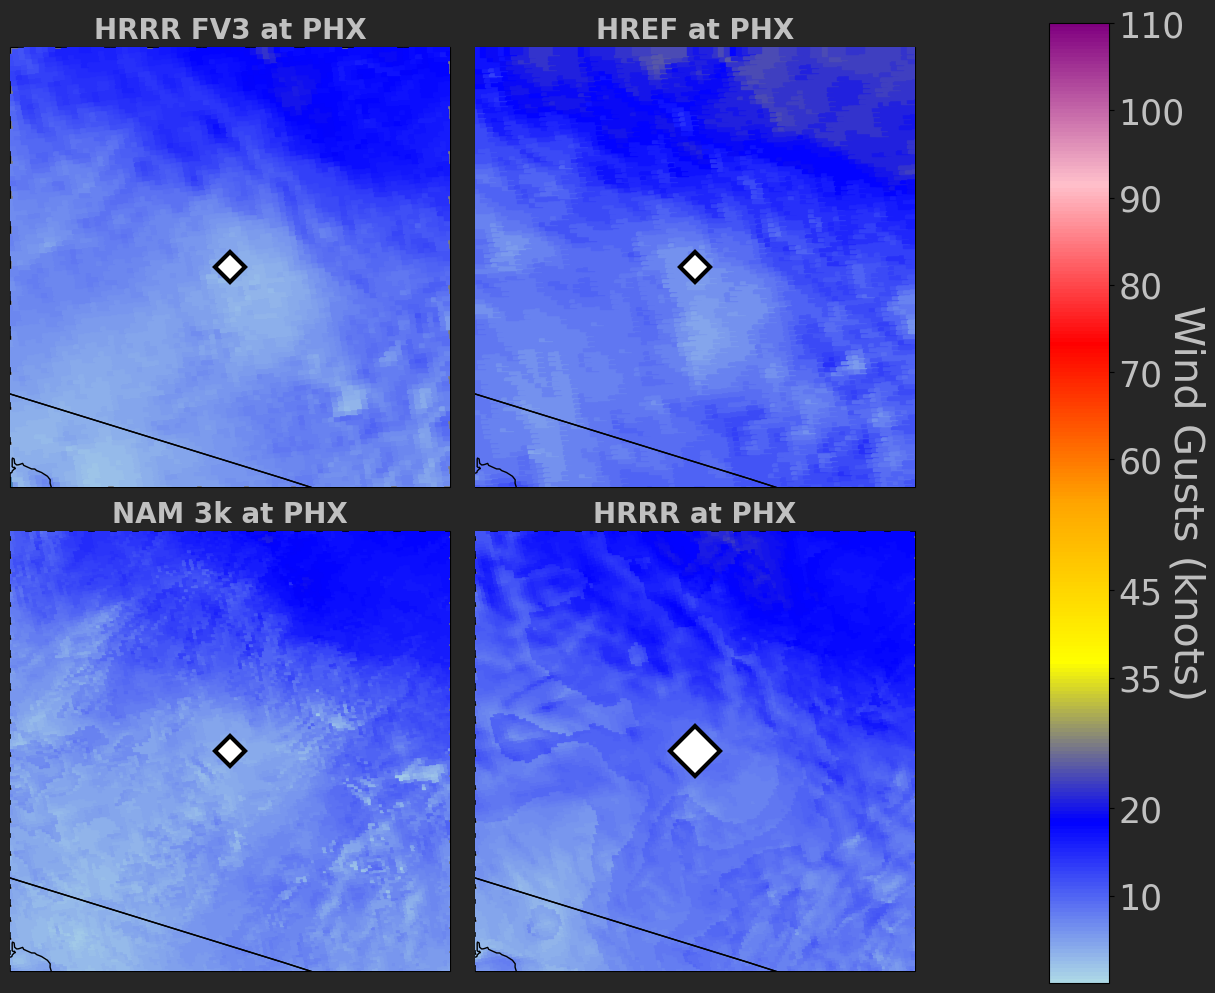 HRRR FV3 at PHX
HREF at PHX
NAM 3k at PHX
HRRR at PHX
110
100
90
80
70
60
45
35
20
10
Wind Gusts (knots)